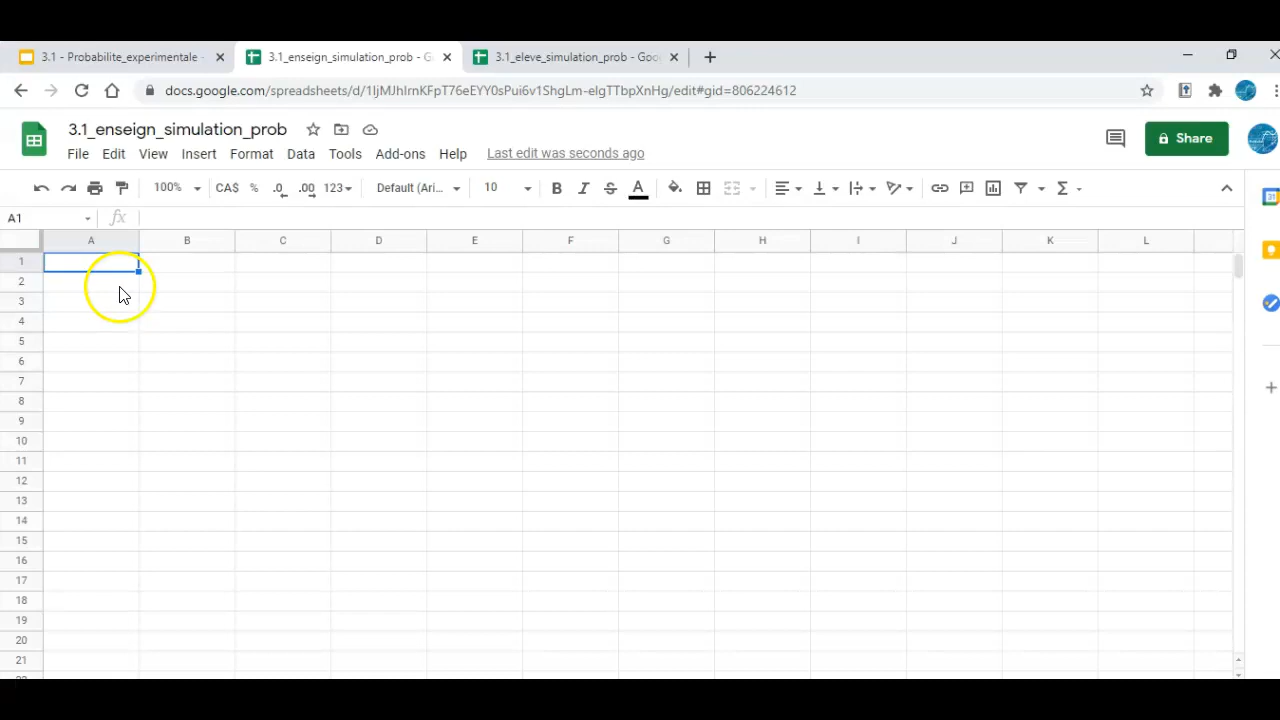 3.1 - Probabilite_experimentale -
3.1_enseign_simulation_prob - G
3.1_eleve_simulation_prob - Goo
docs.google.com/spreadsheets/d/1ljMJhIrnKFpT76eEYY0sPui6v1ShgLm-elgTTbpXnHg/edit#gid=806224612
3.1_enseign_simulation_prob
Share
File Edit View Insert Format Data Tools Add-ons Help Last edit was seconds ago
100% CA$ % .0 .00 123 Default (Ari... 10 B I S A Σ
A1 fx
A B C D E F G H I J K L
1
2
3
4
5
6
7
8
9
10
11
12
13
14
15
16
17
18
19
20
21